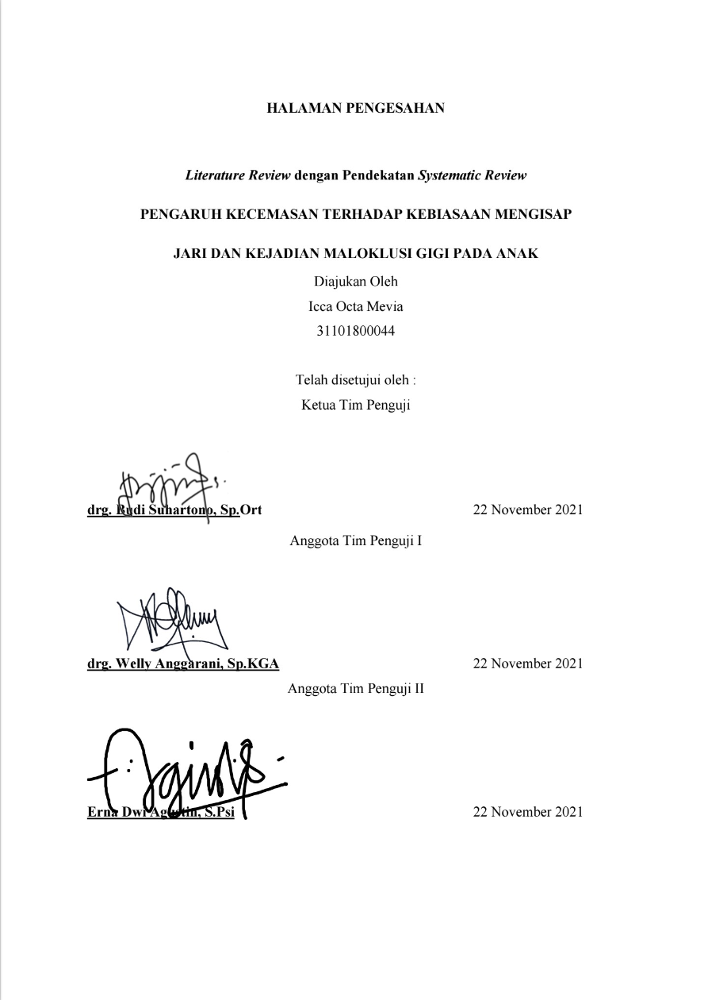 HALAMAN PENGESAHAN
Literature Review dengan Pendekatan Systematic Review
PENGARUH KECEMASAN TERHADAP KEBIASAAN MENGISAP
JARI DAN KEJADIAN MALOKLUSI GIGI PADA ANAK
Diajukan Oleh
Icca Octa Mevia
31101800044
Telah disetujui oleh :
Ketua Tim Penguji
drg. Budi Suhartono, Sp.Ort 22 November 2021
Anggota Tim Penguji I
drg. Welly Anggarani, Sp.KGA 22 November 2021
Anggota Tim Penguji II
Erna Dwi Agustin, S.Psi 22 November 2021